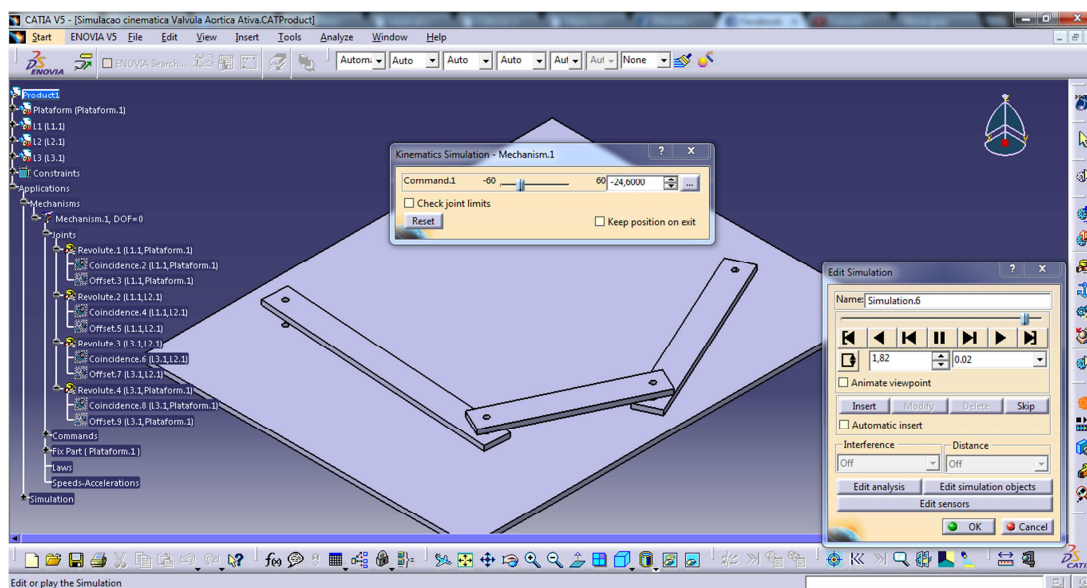 CATIA V5 - [Simulacao cinematica Valvula Aortica Ativa.CATProduct]
Start ENOVIA V5 File Edit View Insert Tools Analyze Window Help
ENOVIA
ENOVIA Search...
Autom. Auto Auto Auto Aut Aut None
Product1
Plataform (Plataform.1)
L1 (L1.1)
L2 (L2.1)
L3 (L3.1)
Constraints
Applications
Mechanisms
Mechanism.1, DOF=0
Joints
Revolute.1 (L1.1,Plataform.1)
Coincidence.2 (L1.1,Plataform.1)
Offset.3 (L1.1,Plataform.1)
Revolute.2 (L1.1,L2.1)
Coincidence.4 (L1.1,L2.1)
Offset.5 (L1.1,L2.1)
Revolute.3 (L3.1,L2.1)
Coincidence.6 (L3.1,L2.1)
Offset.7 (L3.1,L2.1)
Revolute.4 (L3.1,Plataform.1)
Coincidence.8 (L3.1,Plataform.1)
Offset.9 (L3.1,Plataform.1)
Commands
Fix Part ( Plataform.1 )
Laws
Speeds-Accelerations
Simulation
Kinematics Simulation - Mechanism.1
Command.1 -60 60 -24,6000 ...
Check joint limits
Reset Keep position on exit
Edit Simulation
Name: Simulation.6
1,82 0.02
Animate viewpoint
Insert Modify Delete Skip
Automatic insert
Interference Distance
Off Off
Edit analysis Edit simulation objects
Edit sensors
OK Cancel
f(x)
CATIA
Edit or play the Simulation